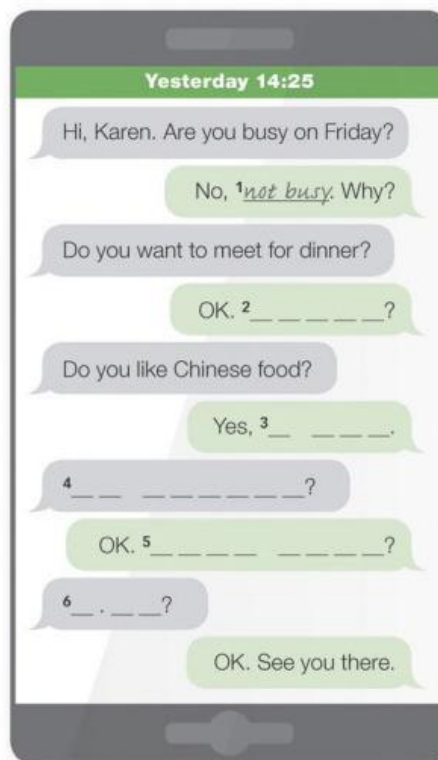 Yesterday 14:25
Hi, Karen. Are you busy on Friday?
No, ¹not busy. Why?
Do you want to meet for dinner?
OK. ²_ _ _ _ _?
Do you like Chinese food?
Yes, ³_ _ _ _.
⁴_ _ _ _ _ _ _ _?
OK. ⁵_ _ _ _ _ _ _ _?
⁶_ . _ _?
OK. See you there.